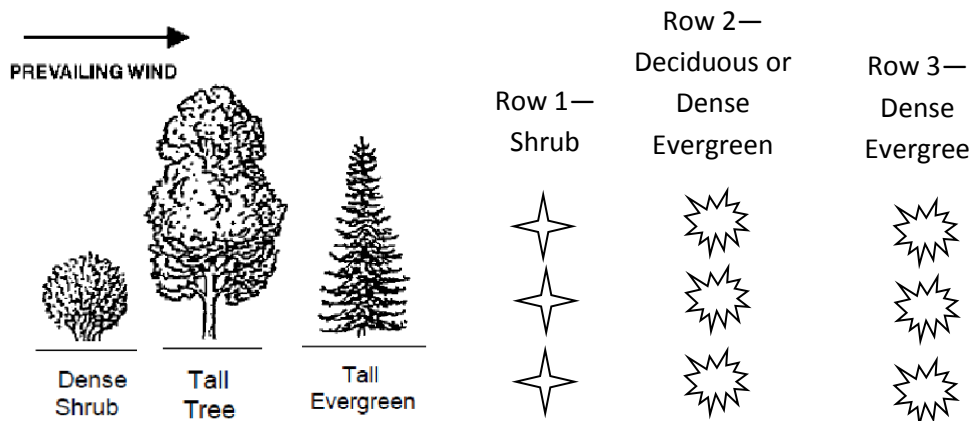 PREVAILING WIND
Dense
Shrub
Tall
Tree
Tall
Evergreen
Row 1—
Shrub
Row 2—
Deciduous or
Dense
Evergreen
Row 3—
Dense
Evergree